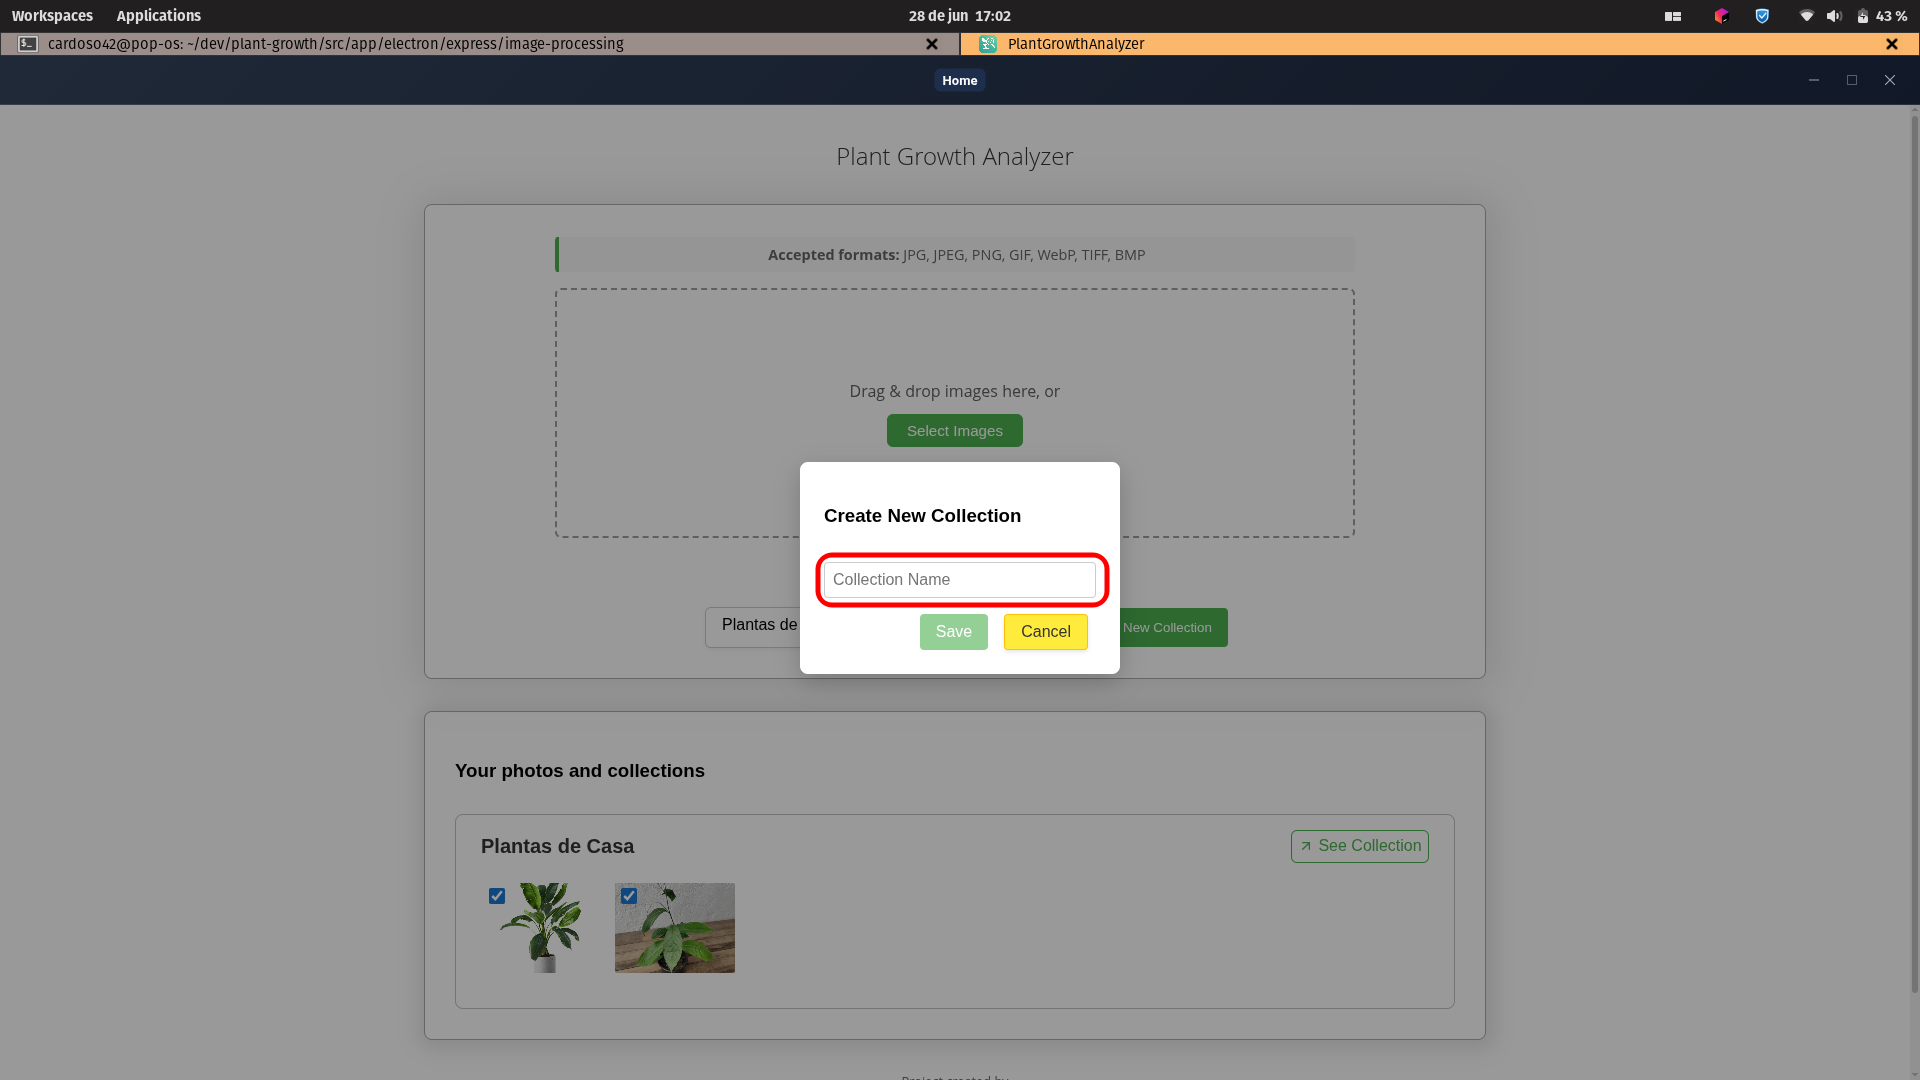 Workspaces Applications 28 de jun 17:02 43 %
cardoso42@pop-os: ~/dev/plant-growth/src/app/electron/express/image-processing PlantGrowthAnalyzer
Home
Plant Growth Analyzer
Accepted formats: JPG, JPEG, PNG, GIF, WebP, TIFF, BMP
Drag & drop images here, or
Select Images
Create New Collection
Collection Name
Plantas de
Save Cancel
New Collection
Your photos and collections
Plantas de Casa
See Collection
Project created by